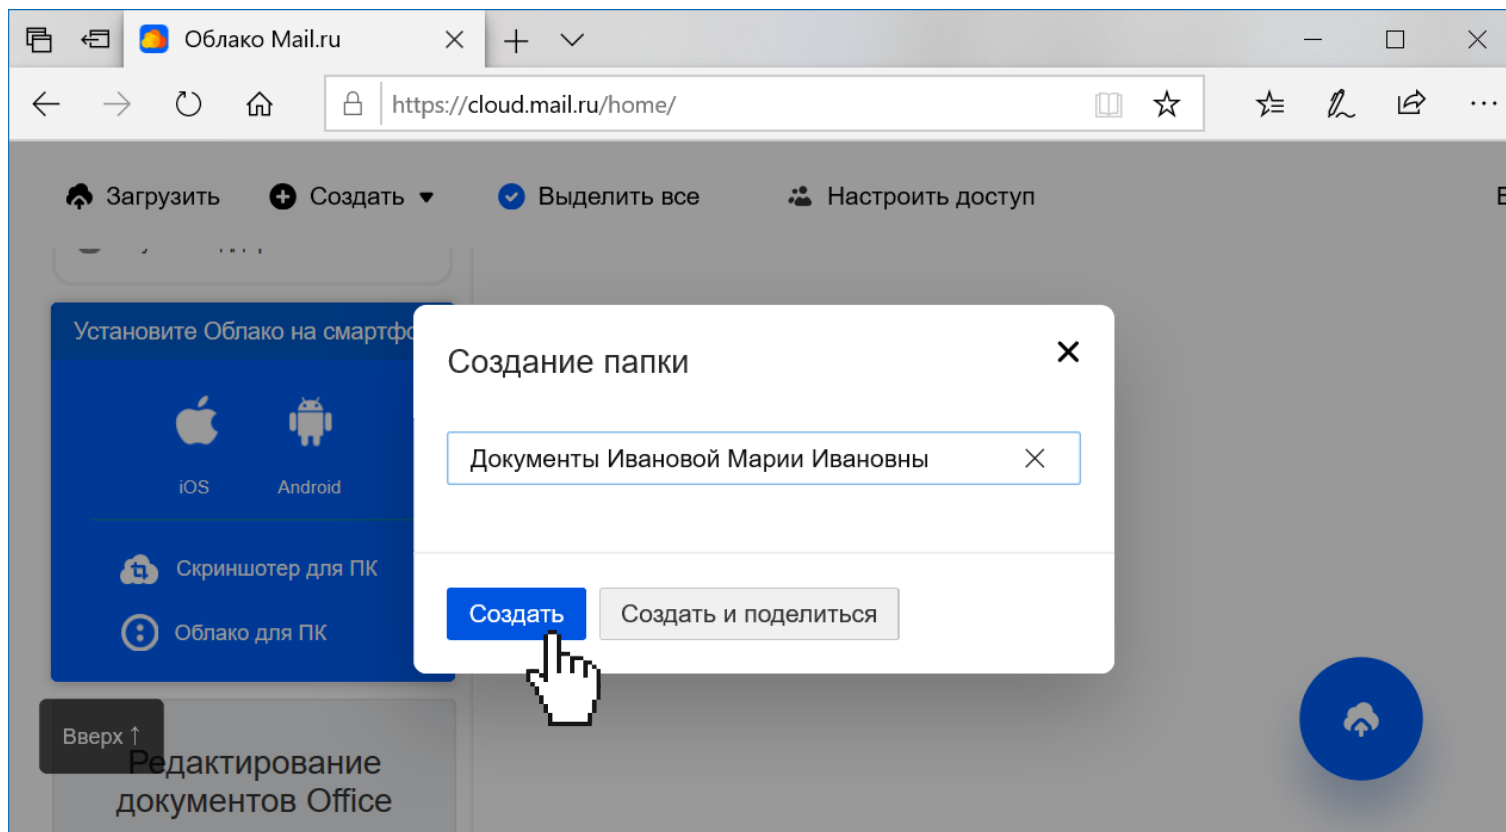 Облако Mail.ru
https://cloud.mail.ru/home/
Загрузить Создать Выделить все Настроить доступ
Установите Облако на смартфо
Создание папки
Документы Ивановой Марии Ивановны
iOS Android
Скриншотер для ПК
Создать Создать и поделиться
Облако для ПК
Вверх ↑
Редактирование
документов Office